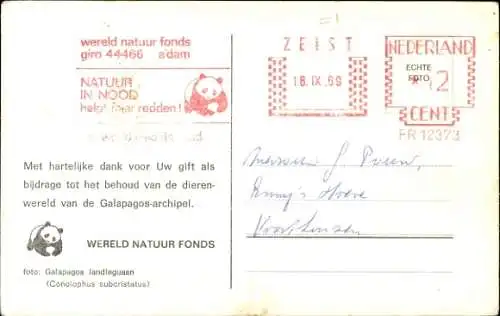 wereld natuur fonds
giro 44466 a'dam
NATUUR
IN NOOD
helpt haar redden!
ZEIST
18.IX.69
NEDERLAND
ECHTE
FOTO
12
CENT
FR 12373
Met hartelijke dank voor Uw gift als
bijdrage tot het behoud van de dieren-
wereld van de Galapagos-archipel.
WERELD NATUUR FONDS
foto: Galapagos landleguaan
(Conolophus subcristatus)